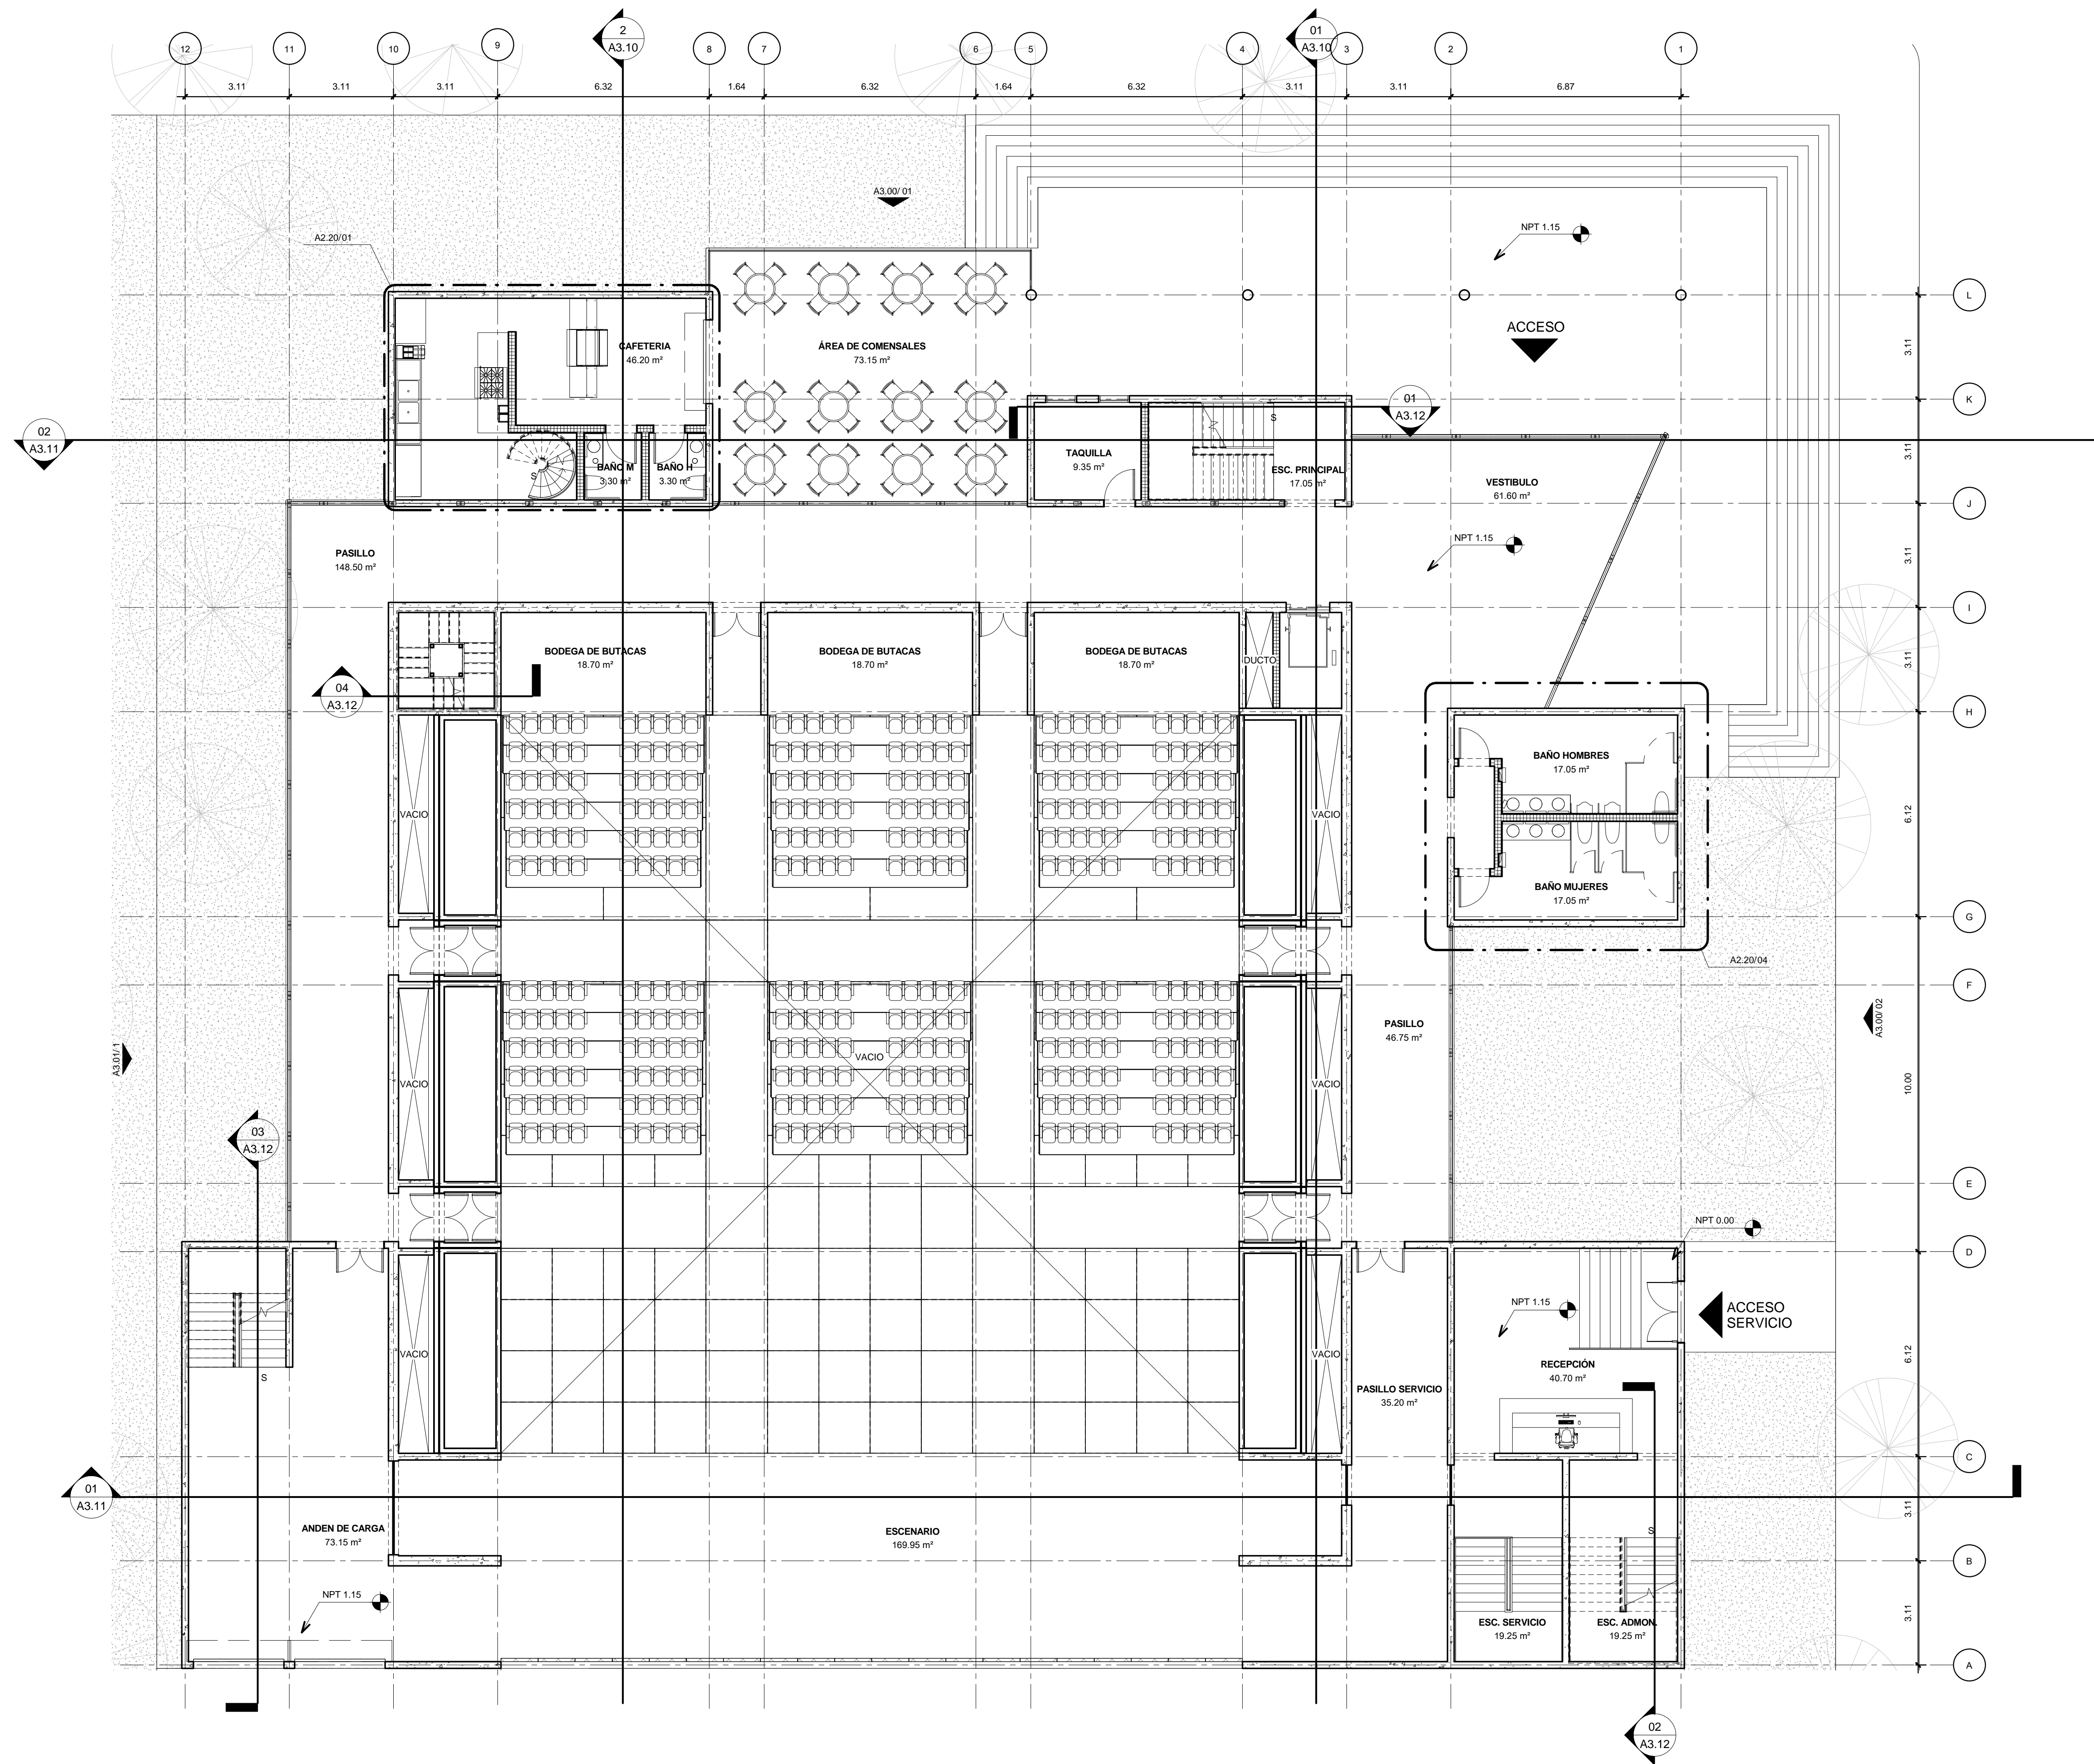 2
A3.10
01
A3.10
12
11
10
9
8
7
6
5
4
3
2
1
3.11
3.11
3.11
6.32
1.64
6.32
1.64
6.32
3.11
3.11
6.87
A3.00/ 01
NPT 1.15
A2.20/01
L
ACCESO
CAFETERIA
46.20 m²
ÁREA DE COMENSALES
73.15 m²
3.11
K
01
A3.12
S
02
A3.11
TAQUILLA
9.35 m²
ESC. PRINCIPAL
17.05 m²
BAÑO M
3.30 m²
BAÑO H
3.30 m²
S
VESTIBULO
61.60 m²
3.11
J
PASILLO
148.50 m²
NPT 1.15
3.11
I
BODEGA DE BUTACAS
18.70 m²
BODEGA DE BUTACAS
18.70 m²
BODEGA DE BUTACAS
18.70 m²
DUCTO
3.11
04
A3.12
H
BAÑO HOMBRES
17.05 m²
VACIO
VACIO
6.12
BAÑO MUJERES
17.05 m²
G
A2.20/04
F
A3.00/ 02
PASILLO
46.75 m²
A3.01/ 1
VACIO
VACIO
VACIO
10.00
03
A3.12
E
NPT 0.00
D
NPT 1.15
ACCESO
SERVICIO
VACIO
VACIO
6.12
S
RECEPCIÓN
40.70 m²
PASILLO SERVICIO
35.20 m²
C
01
A3.11
3.11
ANDEN DE CARGA
73.15 m²
ESCENARIO
169.95 m²
S
B
NPT 1.15
3.11
ESC. SERVICIO
19.25 m²
ESC. ADMON.
19.25 m²
A
02
A3.12